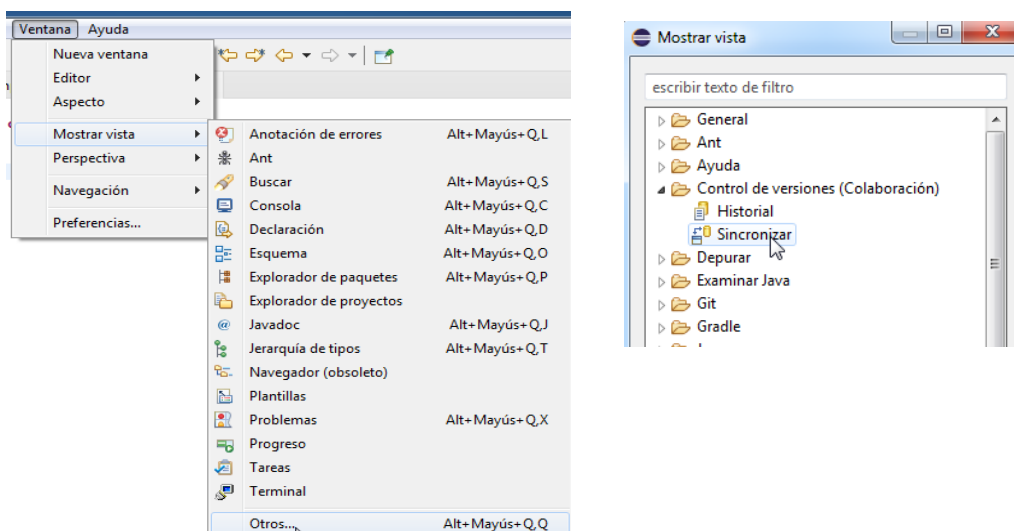 Ventana Ayuda
Nueva ventana
Editor
Aspecto
Mostrar vista
Perspectiva
Navegación
Preferencias...
Anotación de errores Alt+Mayús+Q,L
Ant
Buscar Alt+Mayús+Q,S
Consola Alt+Mayús+Q,C
Declaración Alt+Mayús+Q,D
Esquema Alt+Mayús+Q,O
Explorador de paquetes Alt+Mayús+Q,P
Explorador de proyectos
Javadoc Alt+Mayús+Q,J
Jerarquía de tipos Alt+Mayús+Q,T
Navegador (obsoleto)
Plantillas
Problemas Alt+Mayús+Q,X
Progreso
Tareas
Terminal
Otros... Alt+Mayús+Q,Q
Mostrar vista
escribir texto de filtro
General
Ant
Ayuda
Control de versiones (Colaboración)
Historial
Sincronizar
Depurar
Examinar Java
Git
Gradle